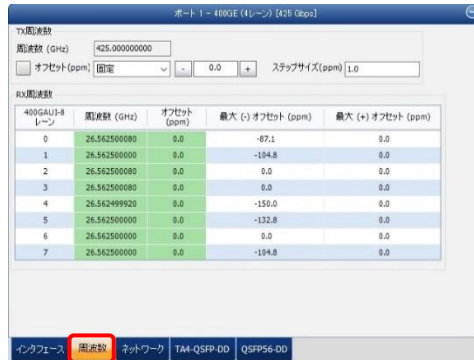 ポート 1 - 400GE (4レーン) [425 Gbps]
TX周波数
周波数 (GHz) 425.000000000
オフセット(ppm) 固定 - 0.0 + ステップサイズ(ppm) 1.0
RX周波数
400GAUI-8 レーン 周波数 (GHz) オフセット (ppm) 最大 (-) オフセット (ppm) 最大 (+) オフセット (ppm)
0 26.562500080 0.0 -87.1 0.0
1 26.562500000 0.0 -104.8 0.0
2 26.562500080 0.0 0.0 0.0
3 26.562500080 0.0 0.0 0.0
4 26.562499920 0.0 -150.0 0.0
5 26.562500000 0.0 -132.8 0.0
6 26.562500000 0.0 0.0 0.0
7 26.562500000 0.0 -104.8 0.0
インタフェース 周波数 ネットワーク TA4-QSFP-DD QSFP56-DD